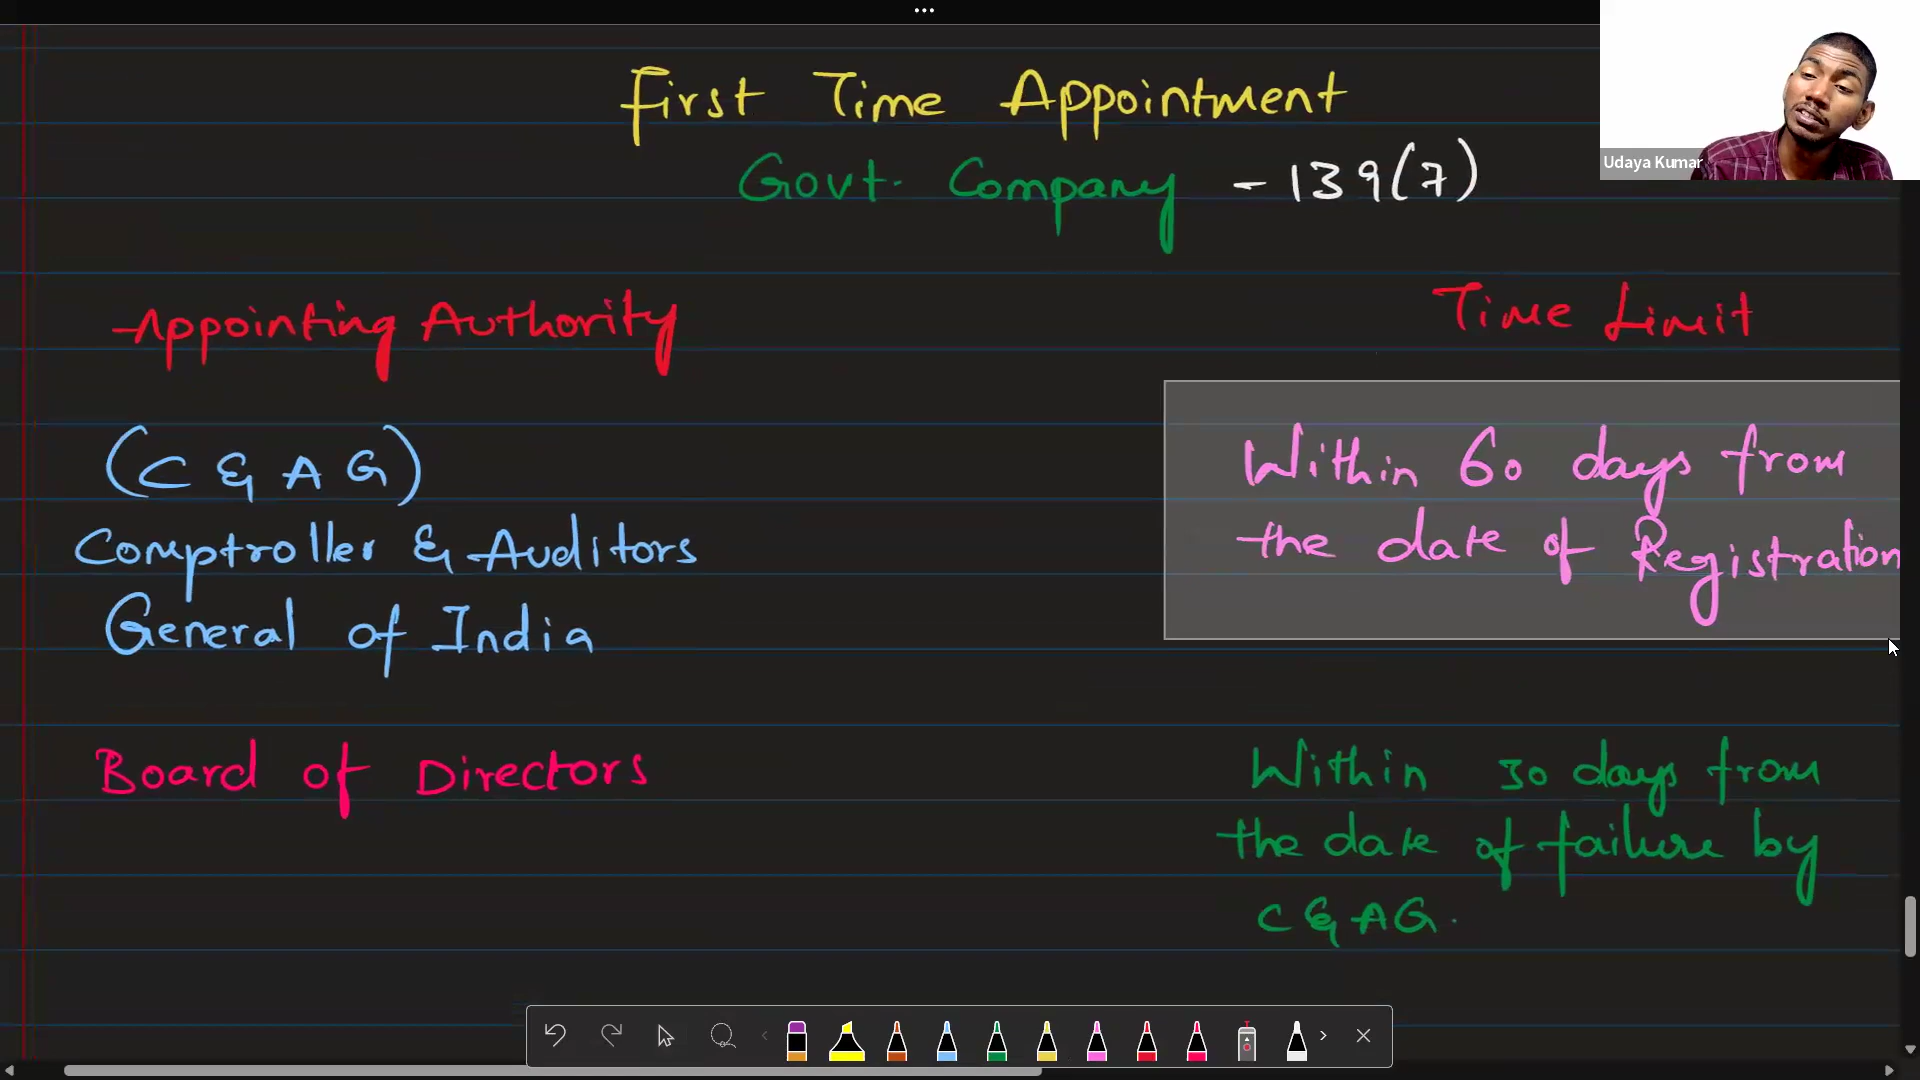 First Time Appointment
Udaya Kumar
Govt. Company - 139(7)
Appointing Authority
Time Limit
(C & A G)
Within 60 days from
Comptroller & Auditors
the date of Registration
General of India
Board of Directors
Within 30 days from
the date of failure by
C & A G.